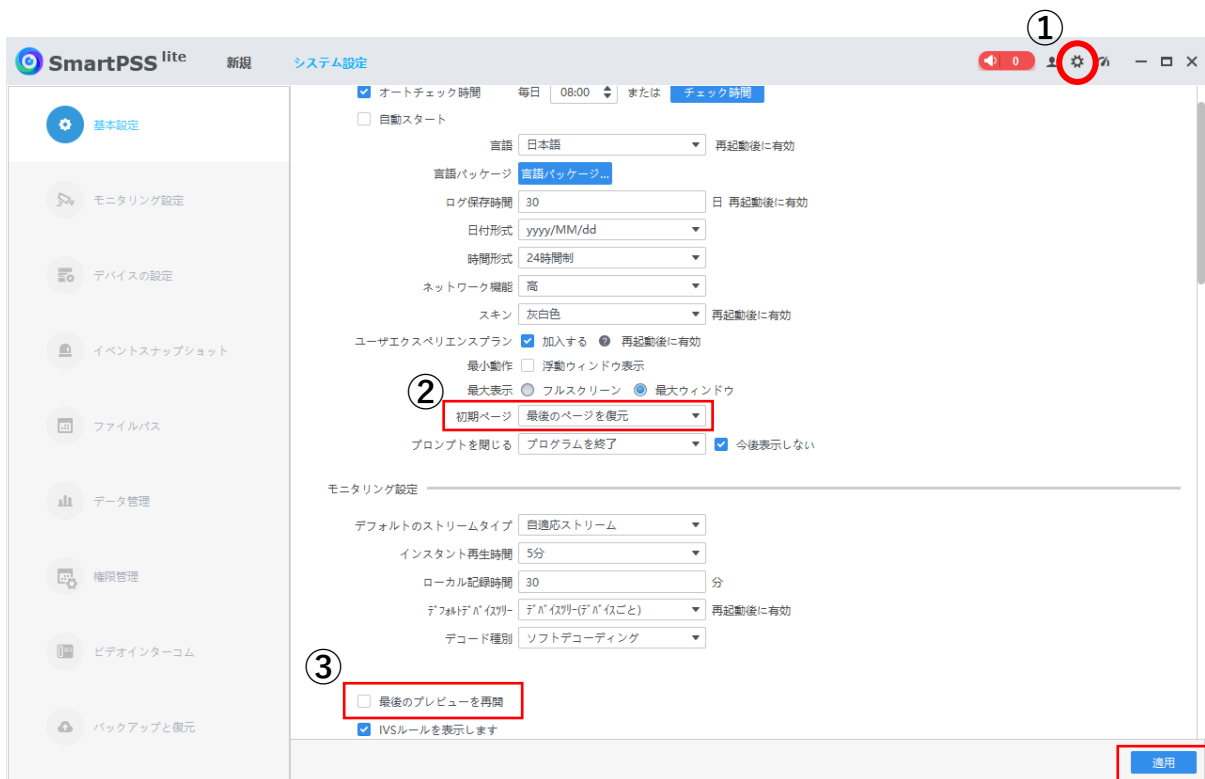 ①
SmartPSS lite 新規 システム設定 0
オートチェック時間 毎日 08:00 または チェック時間
基本設定
自動スタート
言語 日本語 再起動後に有効
言語パッケージ 言語パッケージ...
モニタリング設定
ログ保存時間 30 日 再起動後に有効
日付形式 yyyy/MM/dd
時間形式 24時間制
デバイスの設定
ネットワーク機能 高
スキン 灰白色 再起動後に有効
ユーザエクスペリエンスプラン 加入する ? 再起動後に有効
イベントスナップショット
最小動作 浮動ウィンドウ表示
② 最大表示 フルスクリーン 最大ウィンドウ
初期ページ 最後のページを復元
ファイルパス
プロンプトを閉じる プログラムを終了 今後表示しない
モニタリング設定
データ管理
デフォルトのストリームタイプ 自適応ストリーム
インスタント再生時間 5分
権限管理
ローカル記録時間 30 分
ﾃﾞﾌｫﾙﾄﾃﾞﾊﾞｲｽﾂﾘｰ ﾃﾞﾊﾞｲｽﾂﾘｰ(ﾃﾞﾊﾞｲｽごと) 再起動後に有効
デコード種別 ソフトデコーディング
ビデオインターコム
③
最後のプレビューを再開
バックアップと復元
IVSルールを表示します
適用